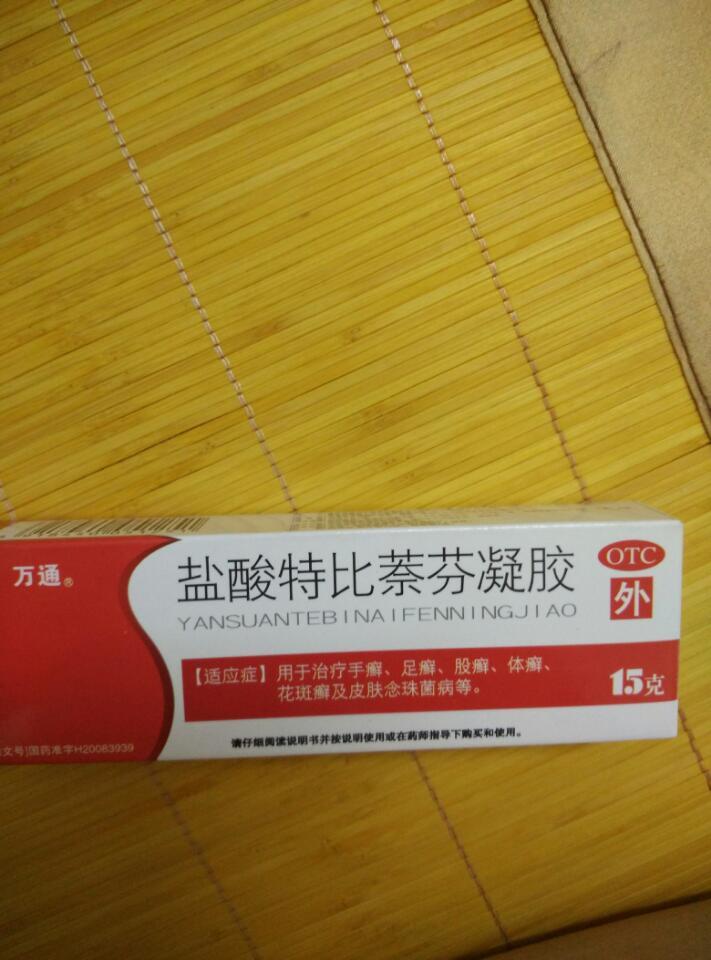 万通®
盐酸特比萘芬凝胶
YANSUANTEBINAIFENNINGJIAO
OTC
外
【适应症】用于治疗手癣、足癣、股癣、体癣、
花斑癣及皮肤念珠菌病等。
15克
文号]国药准字H20083939
请仔细阅读说明书并按说明使用或在药师指导下购买和使用。